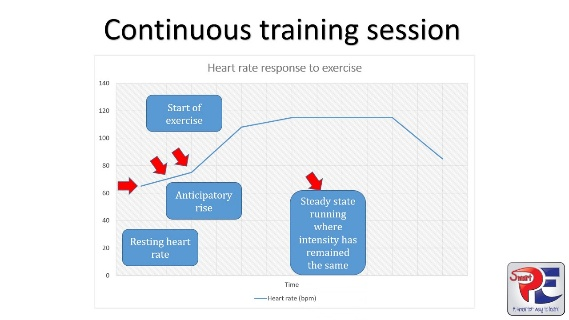 Continuous training session
Heart rate response to exercise
140
120
100
80
60
40
20
0
Start of
exercise
Anticipatory
rise
Resting heart
rate
Steady state
running
where
intensity has
remained
the same
Time
Heart rate (bpm)
PE